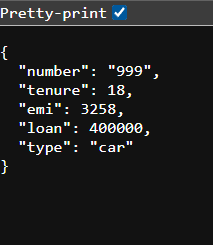 Pretty-print
{
  "number": "999",
  "tenure": 18,
  "emi": 3258,
  "loan": 400000,
  "type": "car"
}